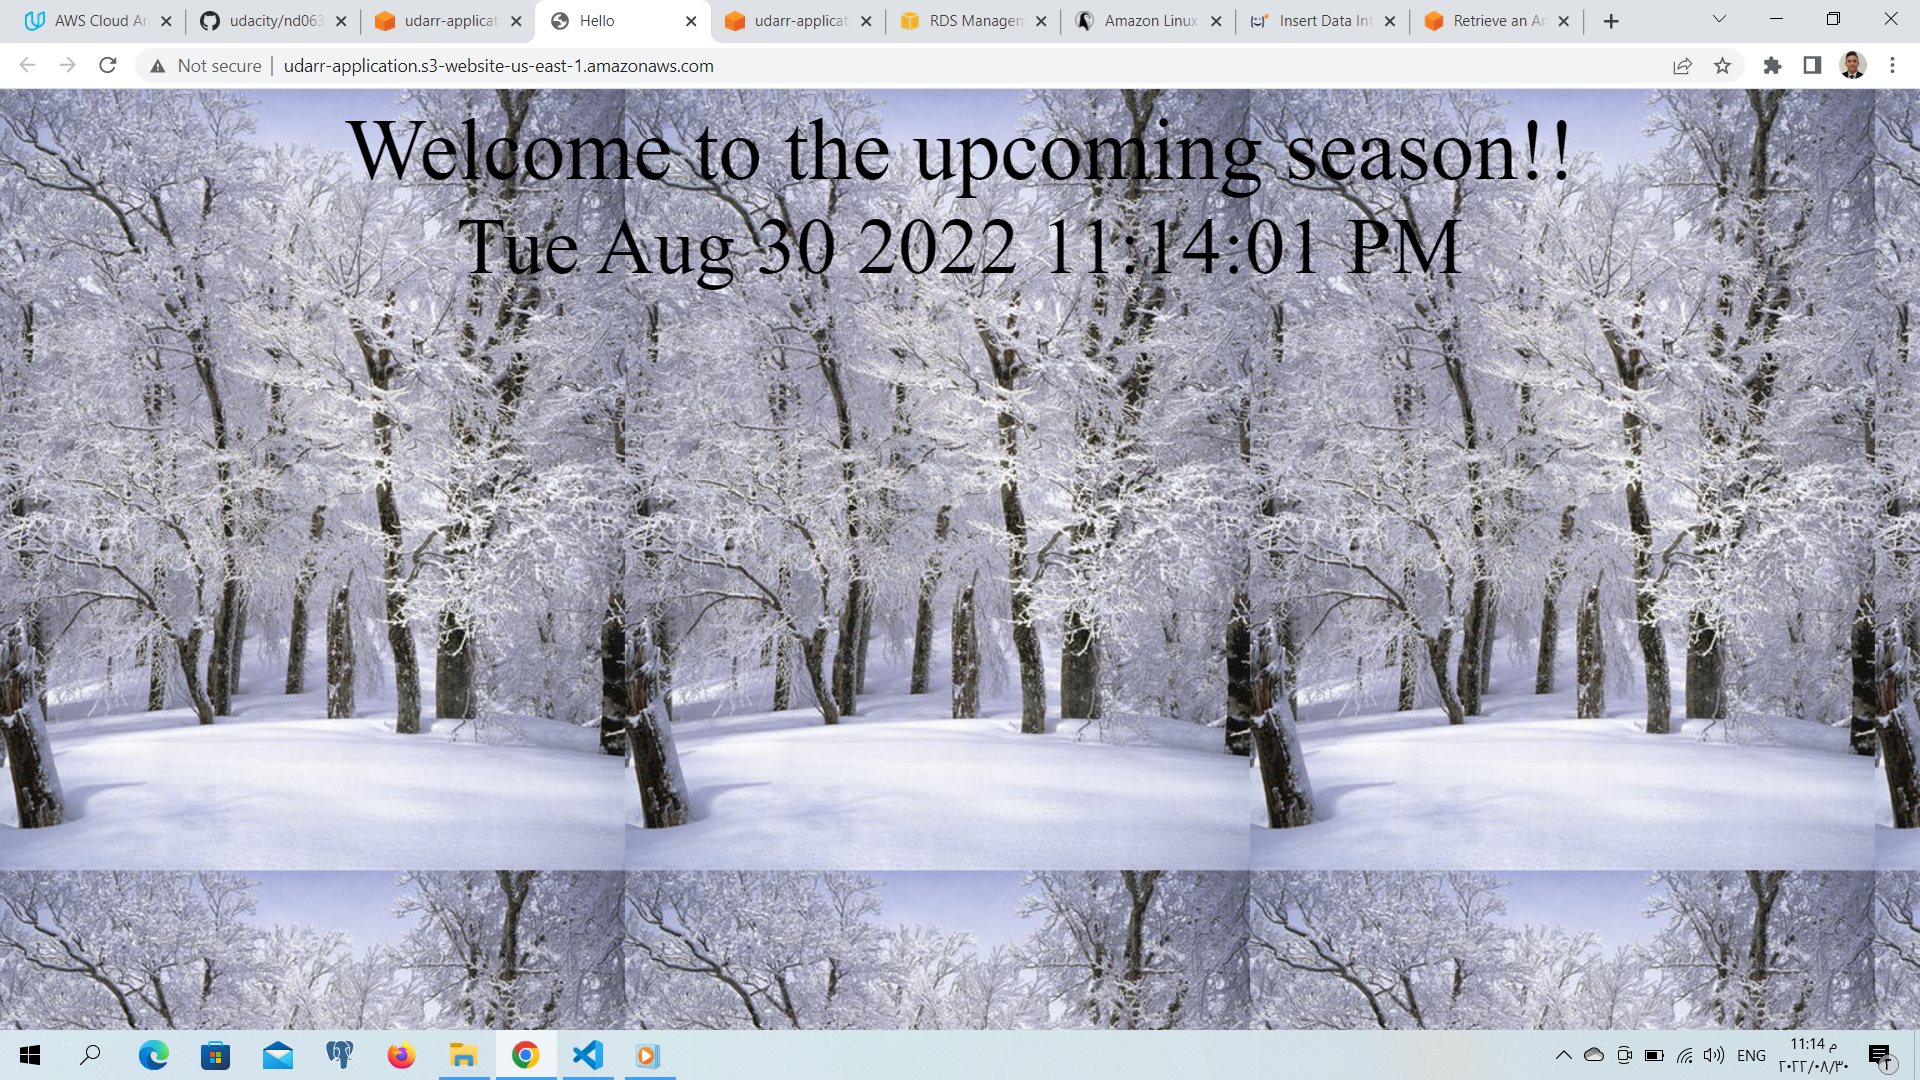 AWS Cloud Ar
udacity/nd063
udarr-applicat
Hello
udarr-applicat
RDS Managem
Amazon Linux
Insert Data Int
Retrieve an Am
Not secure
udarr-application.s3-website-us-east-1.amazonaws.com
Welcome to the upcoming season!!
Tue Aug 30 2022 11:14:01 PM
ENG
11:14 م
٢٠٢٢/٠٨/٣٠
٢